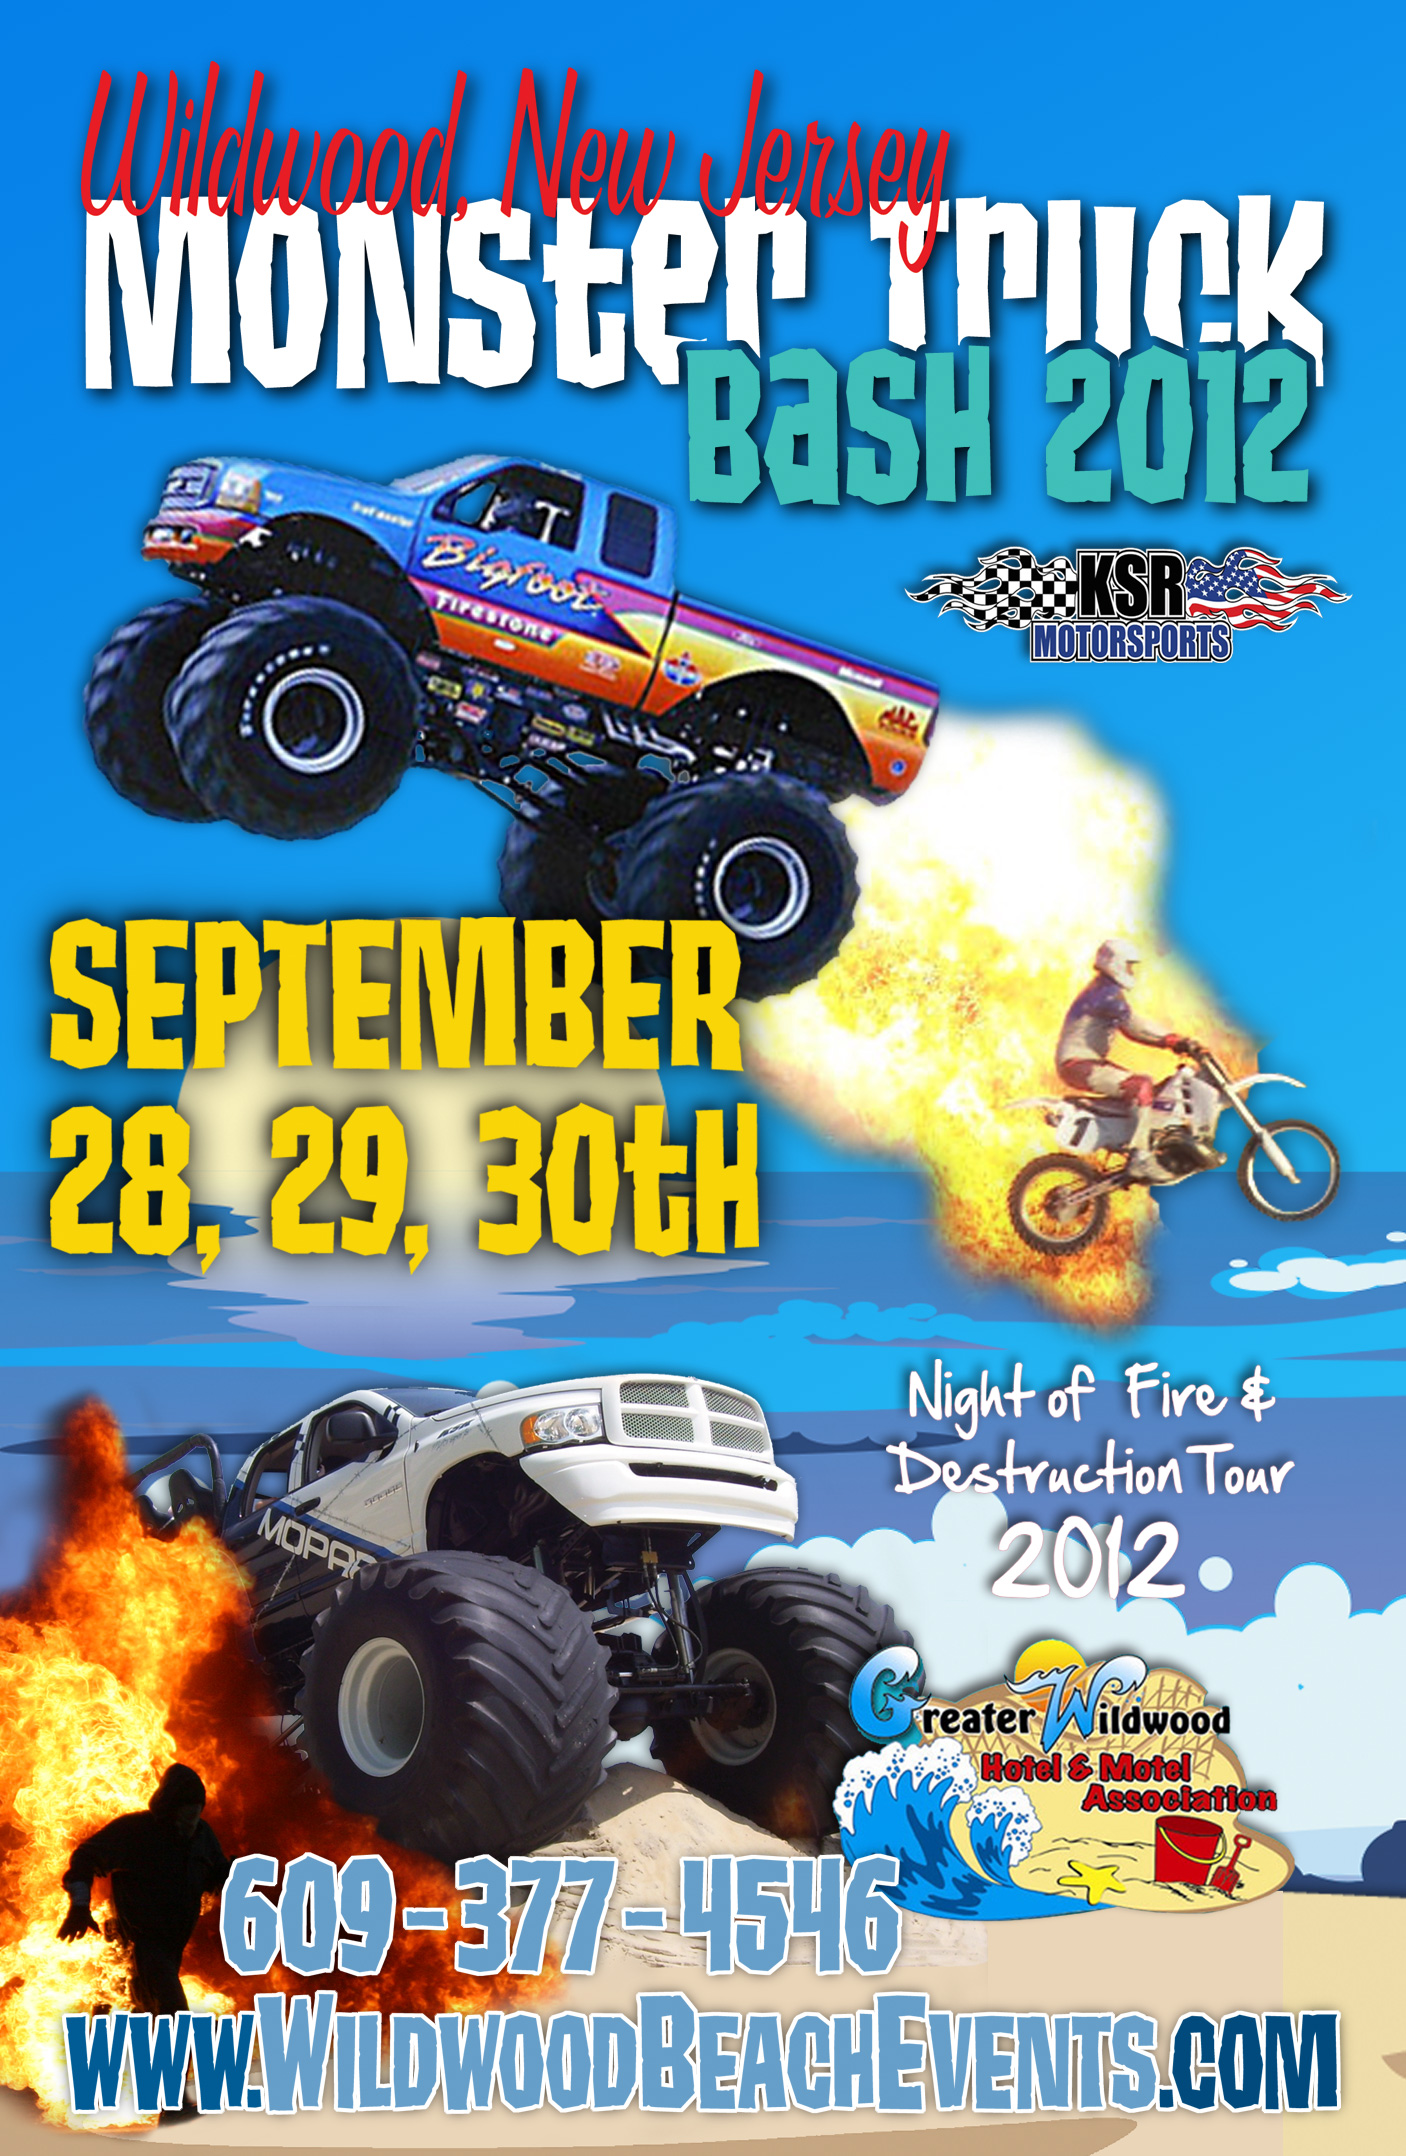 Wildwood, New Jersey
Monster Truck
Bash 2012
KSR
MOTORSPORTS
Bigfoot
Firestone
SEPTEMBER
28, 29, 30th
1
Night of Fire &
Destruction Tour
2012
MOPAR
Greater Wildwood
Hotel & Motel
Association
609-377-4546
www.WildwoodBeachEvents.com